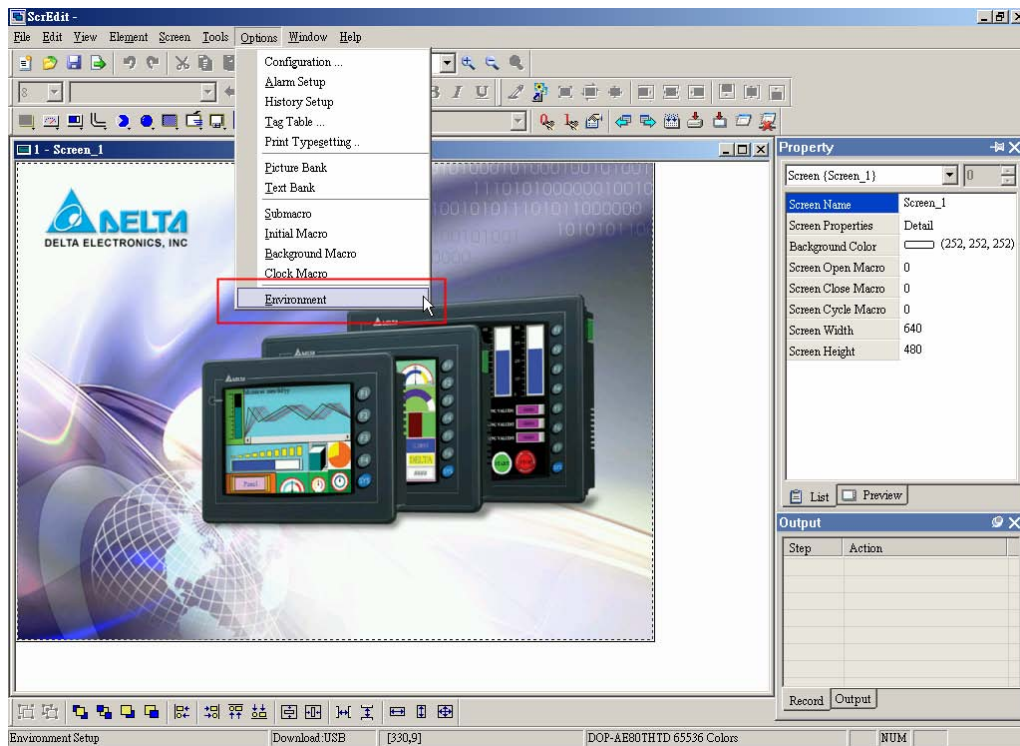 ScrEdit -
File Edit View Element Screen Tools Options Window Help
Configuration ...
Alarm Setup
History Setup
Tag Table ...
Print Typegetting ..
Picture Bank
Text Bank
Submacro
Initial Macro
Background Macro
Clock Macro
Environment
8
B I U
1 - Screen_1
DELTA
DELTA ELECTRONICS, INC
Property
Screen {Screen_1}
0
Screen Name Screen_1
Screen Properties Detail
Background Color (252, 252, 252)
Screen Open Macro 0
Screen Close Macro 0
Screen Cycle Macro 0
Screen Width 640
Screen Height 480
List Preview
Output
Step Action
Record Output
Environment Setup Download:USB [330,9] DOP-AE80THTD 65536 Colors NUM